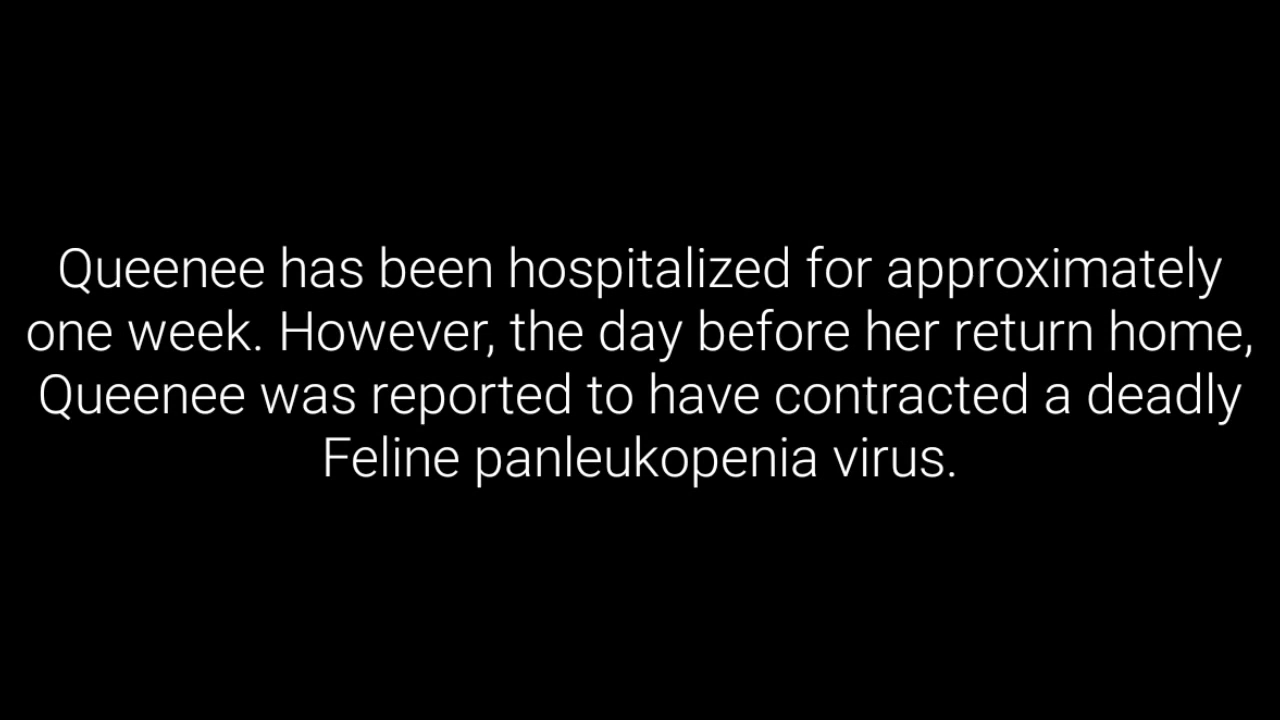 Queenee has been hospitalized for approximately
one week. However, the day before her return home,
Queenee was reported to have contracted a deadly
Feline panleukopenia virus.